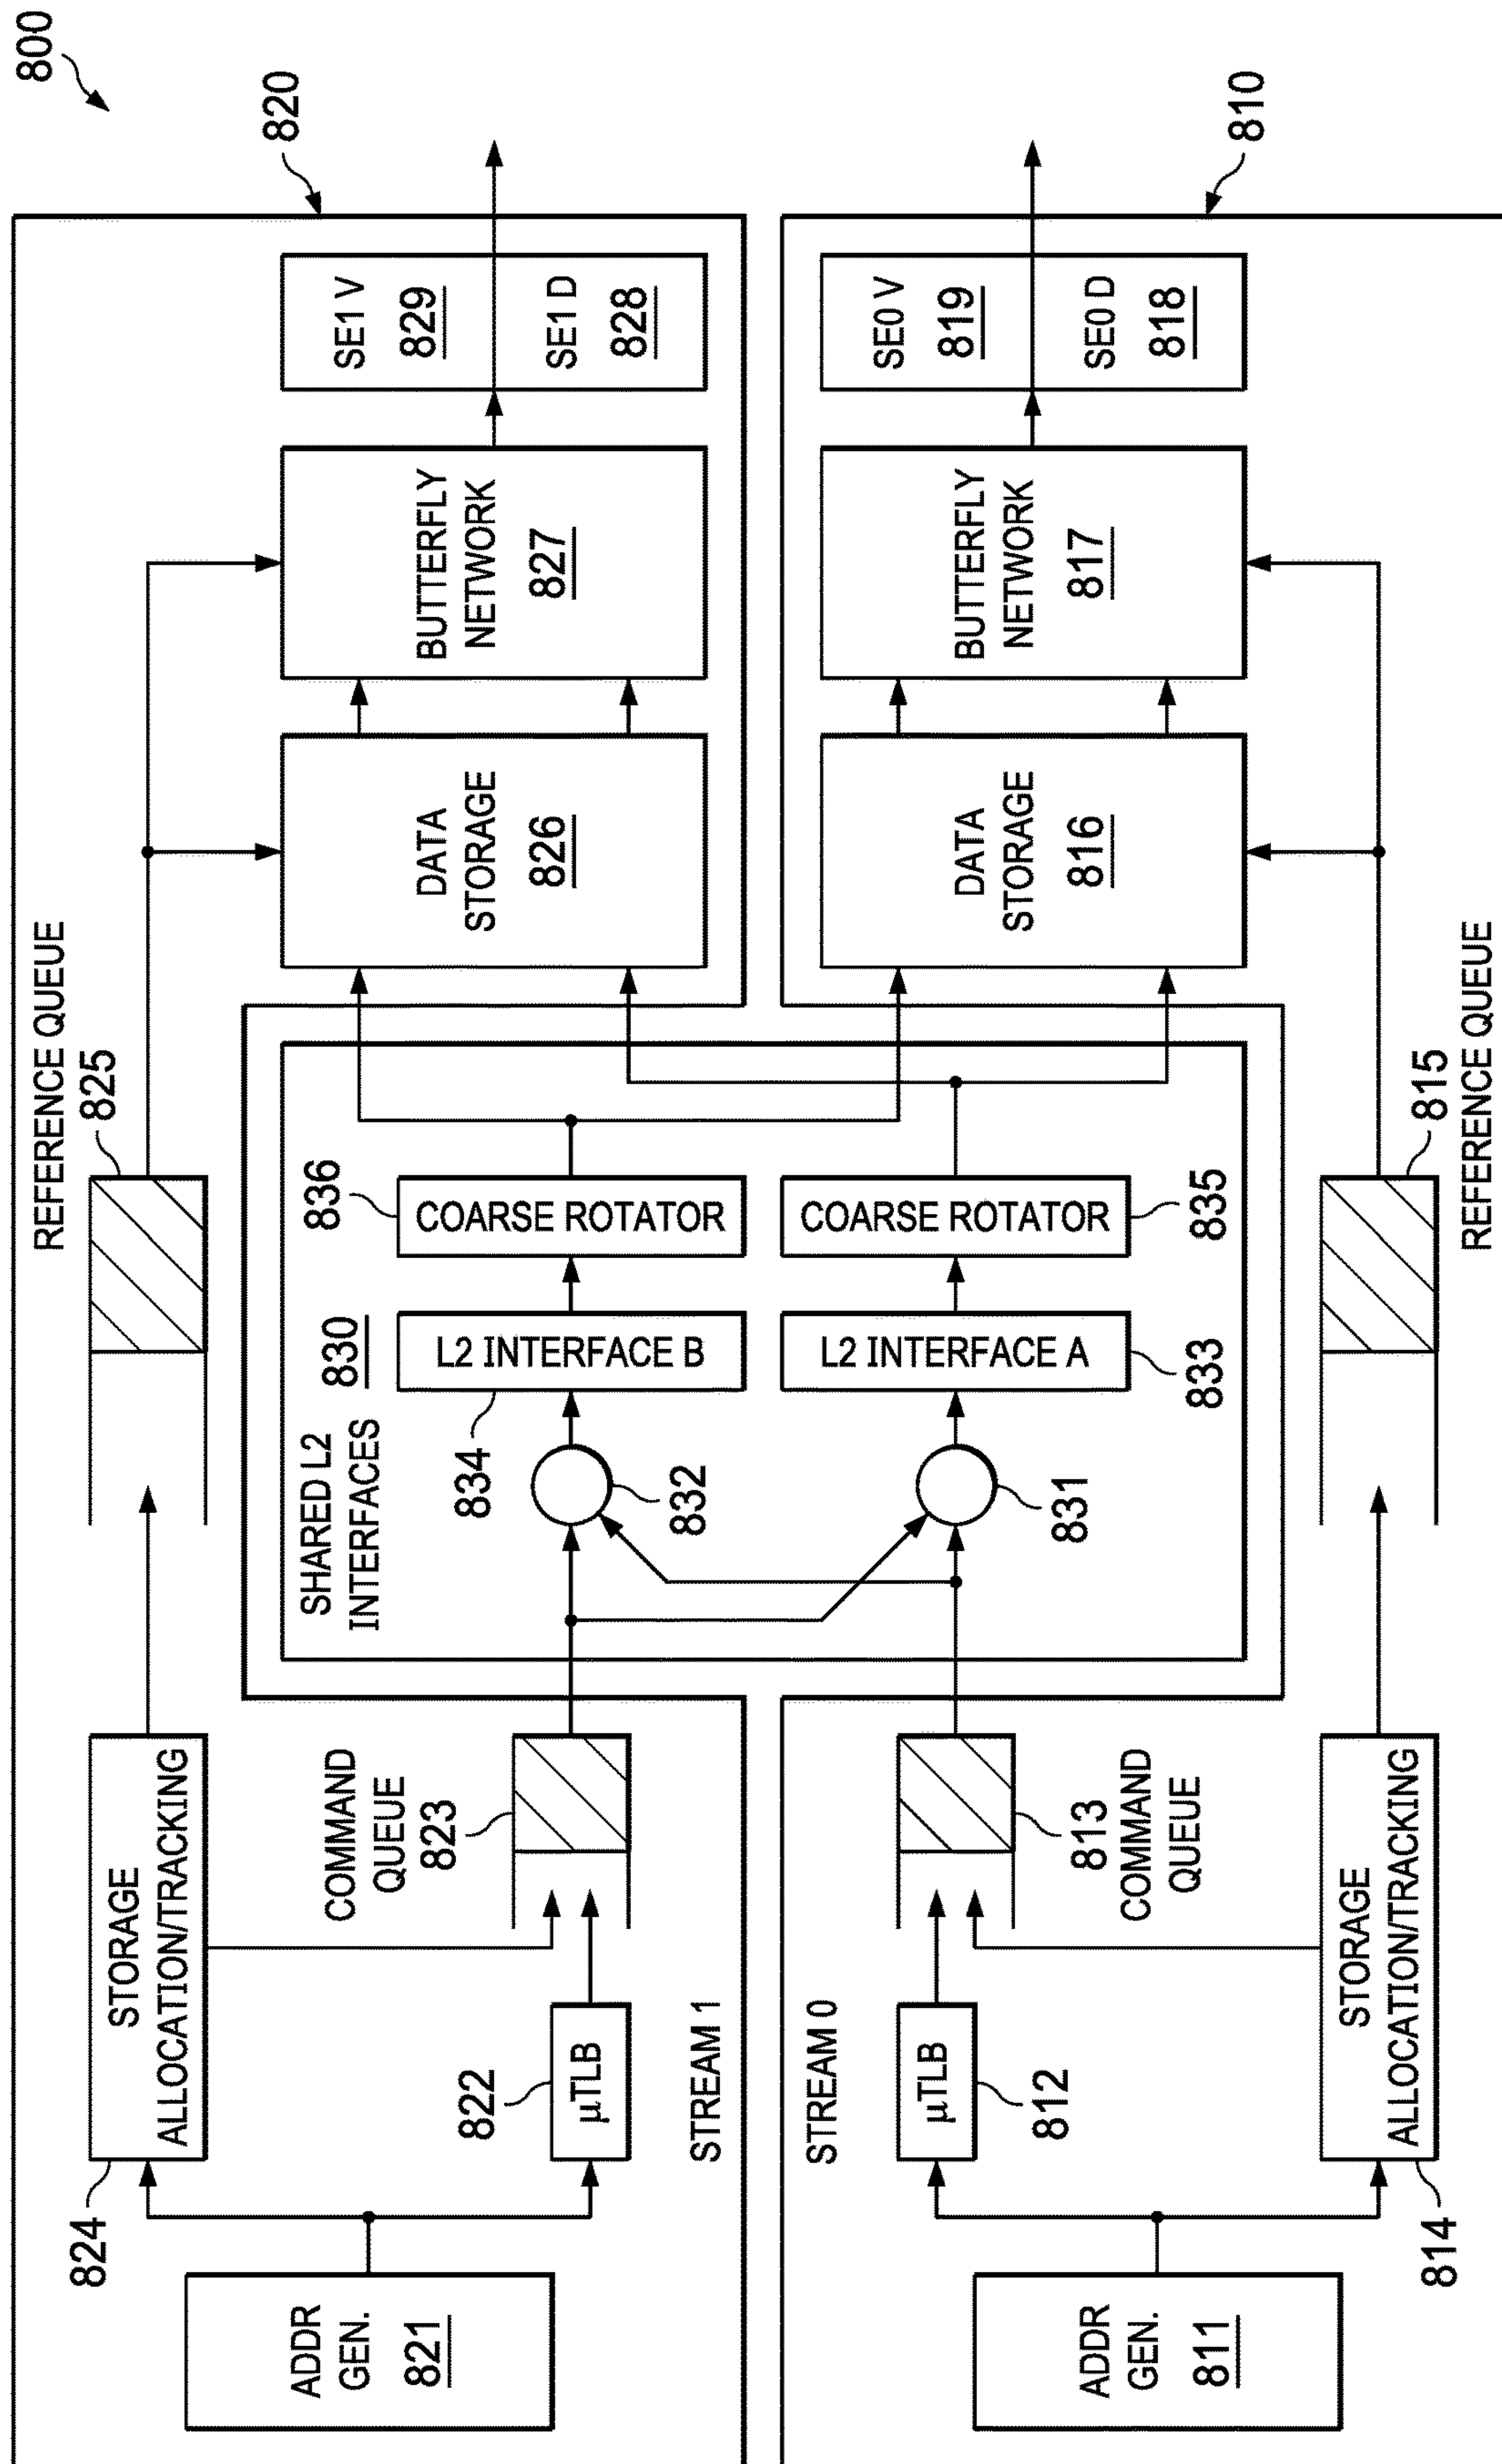 800
820
810
ADDR
GEN.
821
824
STORAGE
ALLOCATION/TRACKING
822
μTLB
STREAM 1
COMMAND
QUEUE
823
REFERENCE QUEUE
825
SHARED L2
INTERFACES
830
832
834
L2 INTERFACE B
836
COARSE ROTATOR
DATA
STORAGE
826
BUTTERFLY
NETWORK
827
SE1 V
829
SE1 D
828
ADDR
GEN.
811
STREAM 0
μTLB
812
814
STORAGE
ALLOCATION/TRACKING
813
COMMAND
QUEUE
831
L2 INTERFACE A
833
COARSE ROTATOR
835
815
REFERENCE QUEUE
DATA
STORAGE
816
BUTTERFLY
NETWORK
817
SE0 V
819
SE0 D
818